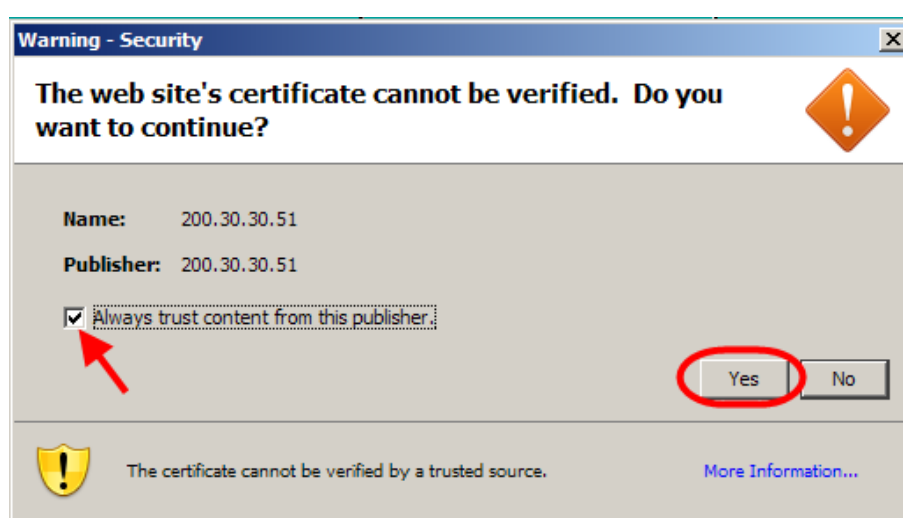 Warning - Security
The web site's certificate cannot be verified. Do you
want to continue?
Name: 200.30.30.51
Publisher: 200.30.30.51
Always trust content from this publisher.
Yes No
The certificate cannot be verified by a trusted source. More Information...